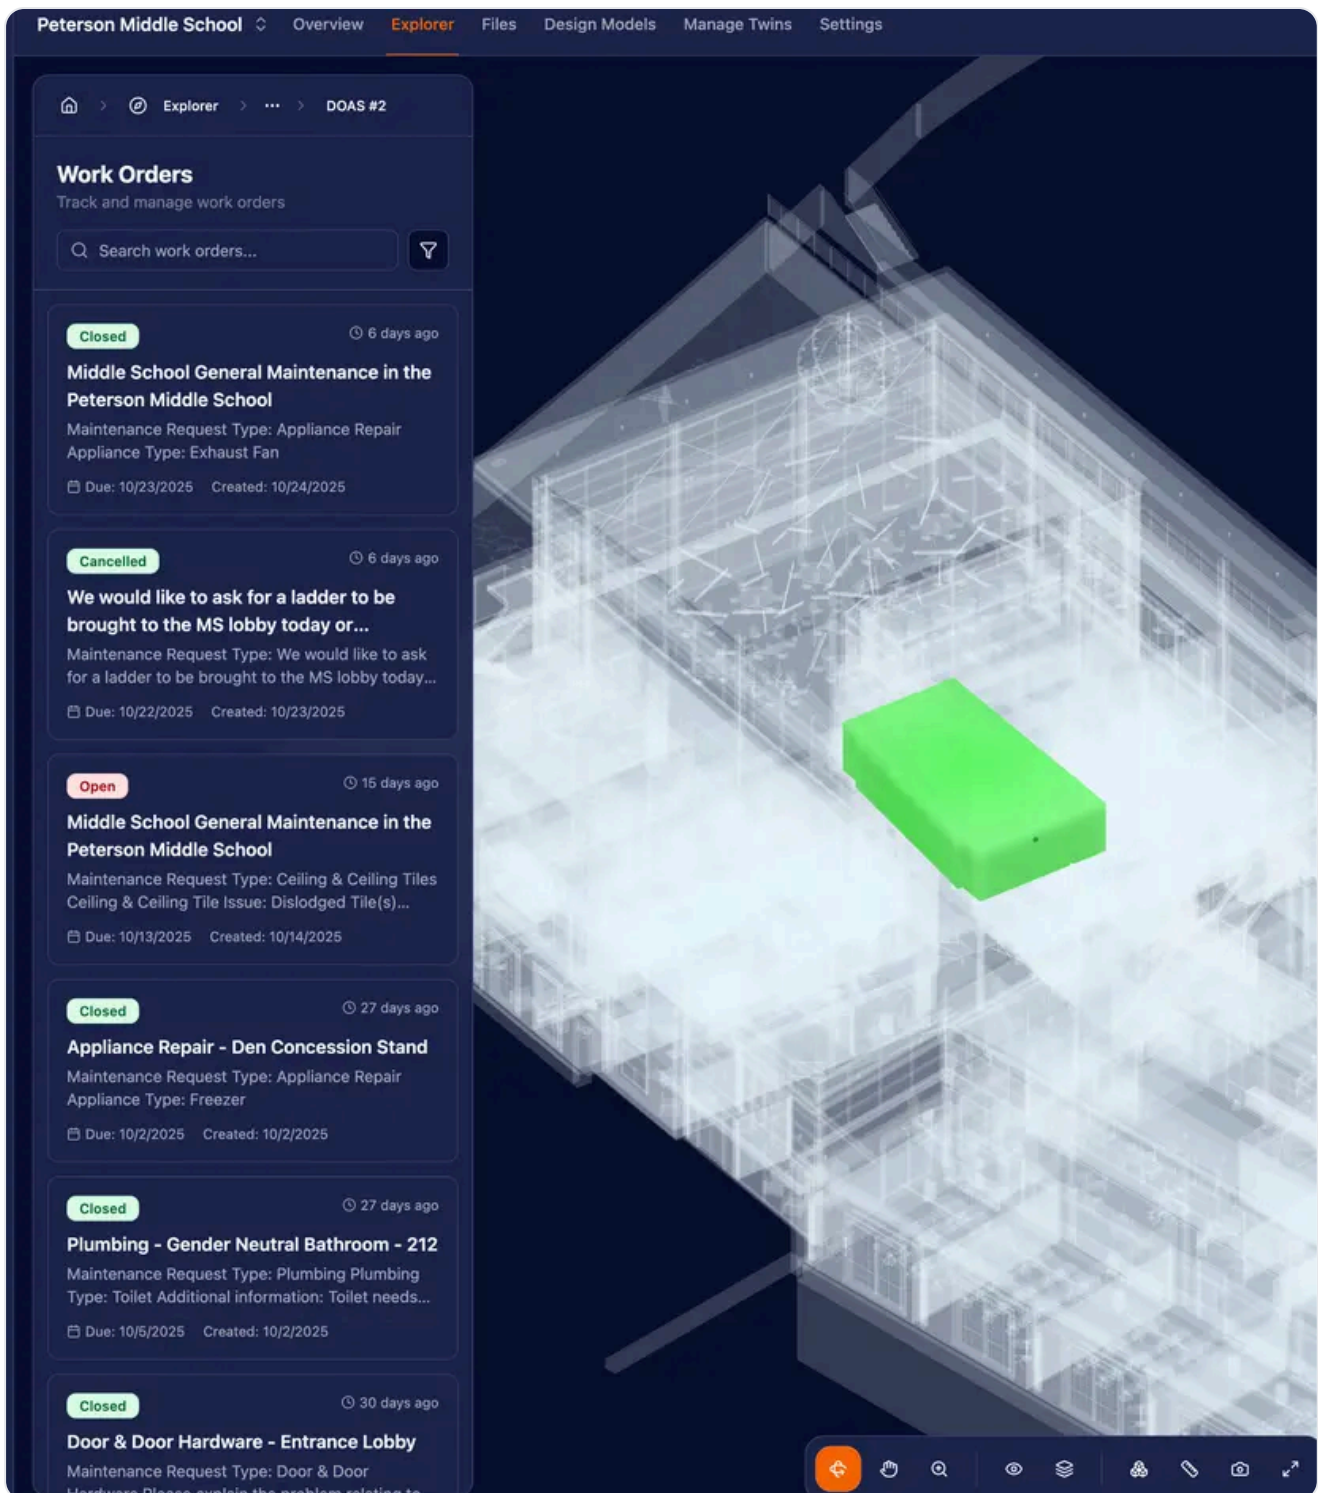 Peterson Middle School Overview Explorer Files Design Models Manage Twins Settings
Explorer ... DOAS #2
Work Orders
Track and manage work orders
Search work orders...
Closed 6 days ago
Middle School General Maintenance in the
Peterson Middle School
Maintenance Request Type: Appliance Repair
Appliance Type: Exhaust Fan
Due: 10/23/2025 Created: 10/24/2025
Cancelled 6 days ago
We would like to ask for a ladder to be
brought to the MS lobby today or...
Maintenance Request Type: We would like to ask
for a ladder to be brought to the MS lobby today...
Due: 10/22/2025 Created: 10/23/2025
Open 15 days ago
Middle School General Maintenance in the
Peterson Middle School
Maintenance Request Type: Ceiling & Ceiling Tiles
Ceiling & Ceiling Tile Issue: Dislodged Tile(s)...
Due: 10/13/2025 Created: 10/14/2025
Closed 27 days ago
Appliance Repair - Den Concession Stand
Maintenance Request Type: Appliance Repair
Appliance Type: Freezer
Due: 10/2/2025 Created: 10/2/2025
Closed 27 days ago
Plumbing - Gender Neutral Bathroom - 212
Maintenance Request Type: Plumbing Plumbing
Type: Toilet Additional information: Toilet needs...
Due: 10/5/2025 Created: 10/2/2025
Closed 30 days ago
Door & Door Hardware - Entrance Lobby
Maintenance Request Type: Door & Door
Hardware Please explain the problem relating to